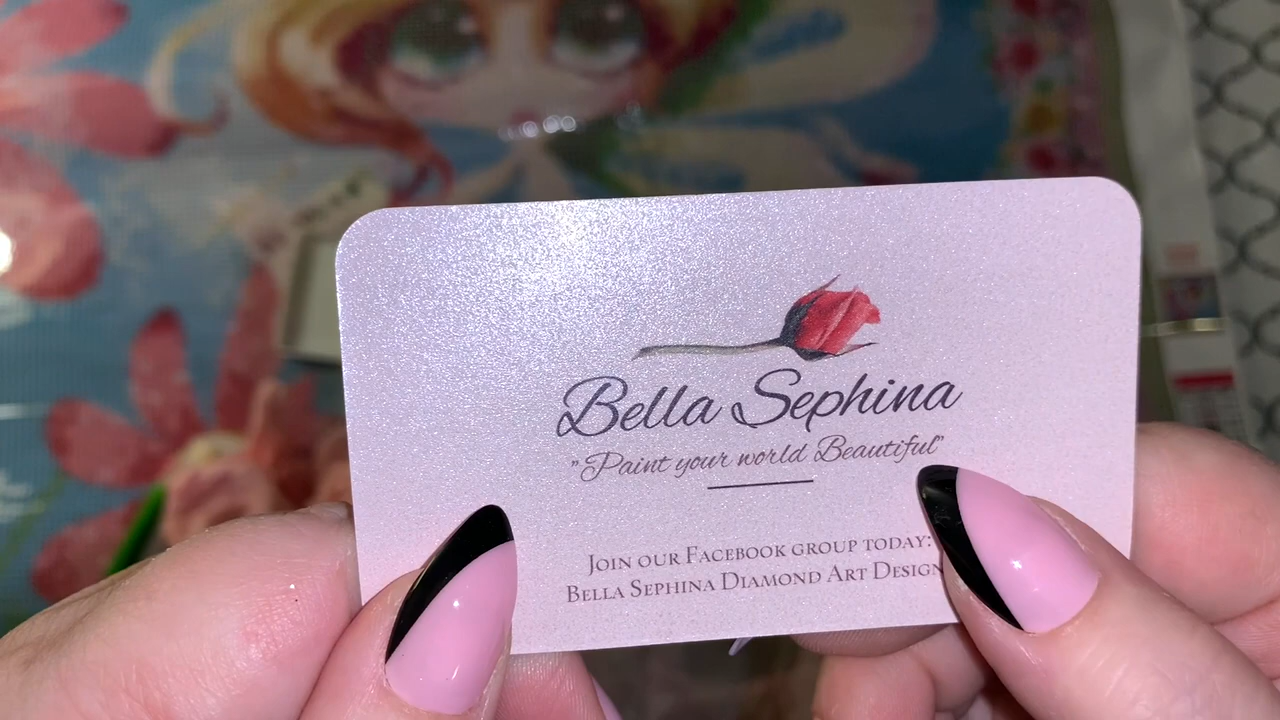 Bella Sephina
"Paint your world Beautiful"
Join our Facebook group today:
Bella Sephina Diamond Art Design